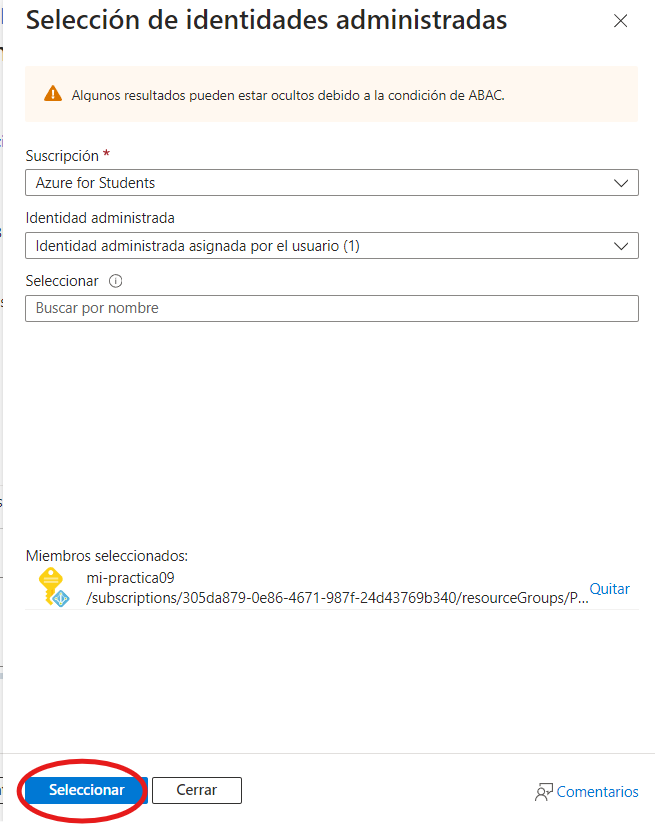 Selección de identidades administradas
Algunos resultados pueden estar ocultos debido a la condición de ABAC.
Suscripción *
Azure for Students
Identidad administrada
Identidad administrada asignada por el usuario (1)
Seleccionar
Buscar por nombre
Miembros seleccionados:
mi-practica09
/subscriptions/305da879-0e86-4671-987f-24d43769b340/resourceGroups/P...
Quitar
Seleccionar
Cerrar
Comentarios